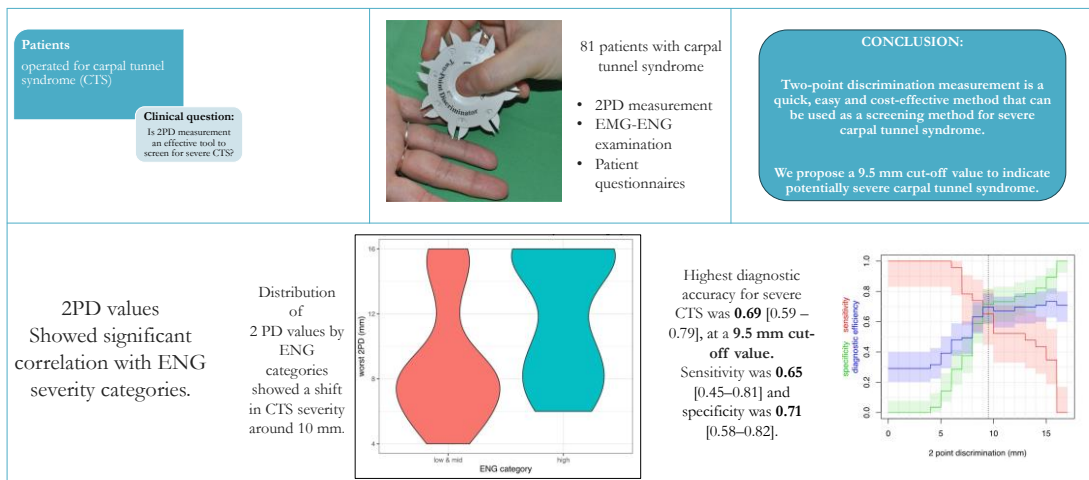 Patients
operated for carpal tunnel
syndrome (CTS)
Clinical question:
Is 2PD measurement
an effective tool to
screen for severe CTS?
Two-Point Discriminator
81 patients with carpal
tunnel syndrome
• 2PD measurement
• EMG-ENG
examination
• Patient
questionnaires
CONCLUSION:
Two-point discrimination measurement is a
quick, easy and cost-effective method that can
be used as a screening method for severe
carpal tunnel syndrome.
We propose a 9.5 mm cut-off value to indicate
potentially severe carpal tunnel syndrome.
2PD values
Showed significant
correlation with ENG
severity categories.
Distribution
of
2 PD values by
ENG
categories
showed a shift
in CTS severity
around 10 mm.
worst 2PD (mm)
16
12
8
4
low & mid
high
ENG category
Highest diagnostic
accuracy for severe
CTS was 0.69 [0.59 –
0.79], at a 9.5 mm cut-
off value.
Sensitivity was 0.65
[0.45–0.81] and
specificity was 0.71
[0.58–0.82].
specificity sensitivity
diagnostic efficiency
1.0
0.8
0.6
0.4
0.2
0.0
0
5
10
15
2 point discrimination (mm)